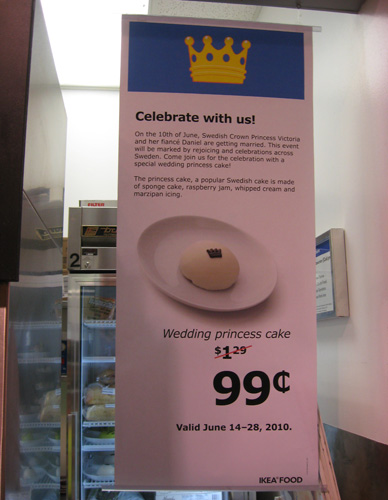 Celebrate with us!
On the 10th of June, Swedish Crown Princess Victoria
and her fiancé Daniel are getting married. This event
will be marked by rejoicing and celebrations across
Sweden. Come join us for the celebration with a
special wedding princess cake!
The princess cake, a popular Swedish cake is made
of sponge cake, raspberry jam, whipped cream and
marzipan icing.
2
Wedding princess cake
$1.29
99¢
Valid June 14–28, 2010.
IKEA FOOD